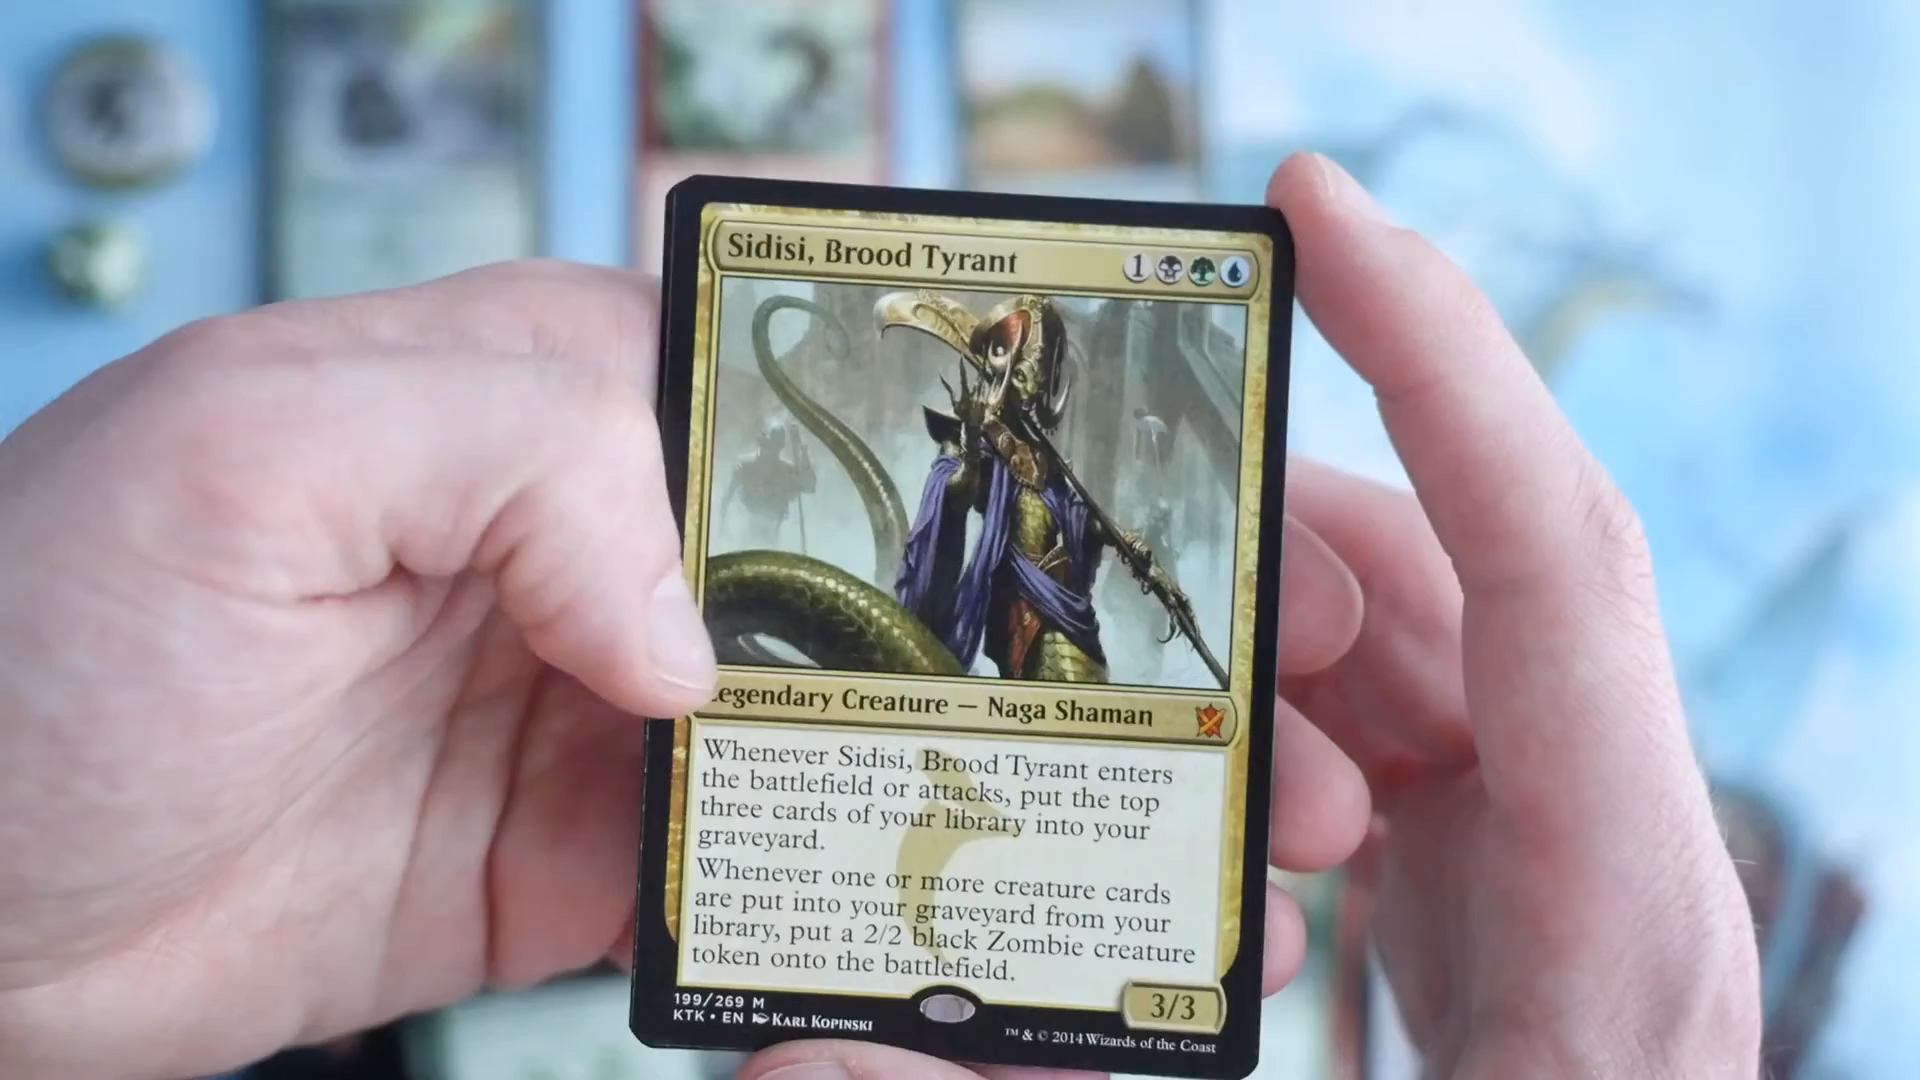 Sidisi, Brood Tyrant 1
Legendary Creature — Naga Shaman
Whenever Sidisi, Brood Tyrant enters
the battlefield or attacks, put the top
three cards of your library into your
graveyard.
Whenever one or more creature cards
are put into your graveyard from your
library, put a 2/2 black Zombie creature
token onto the battlefield.
3/3
199/269 M
KTK • EN KARL KOPINSKI
™ & © 2014 Wizards of the Coast